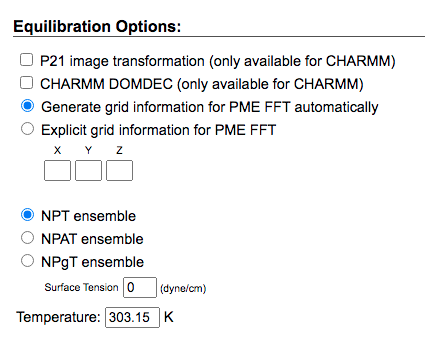 Equilibration Options:
P21 image transformation (only available for CHARMM)
CHARMM DOMDEC (only available for CHARMM)
Generate grid information for PME FFT automatically
Explicit grid information for PME FFT
X Y Z
NPT ensemble
NPAT ensemble
NPgT ensemble
Surface Tension 0 (dyne/cm)
Temperature: 303.15 K